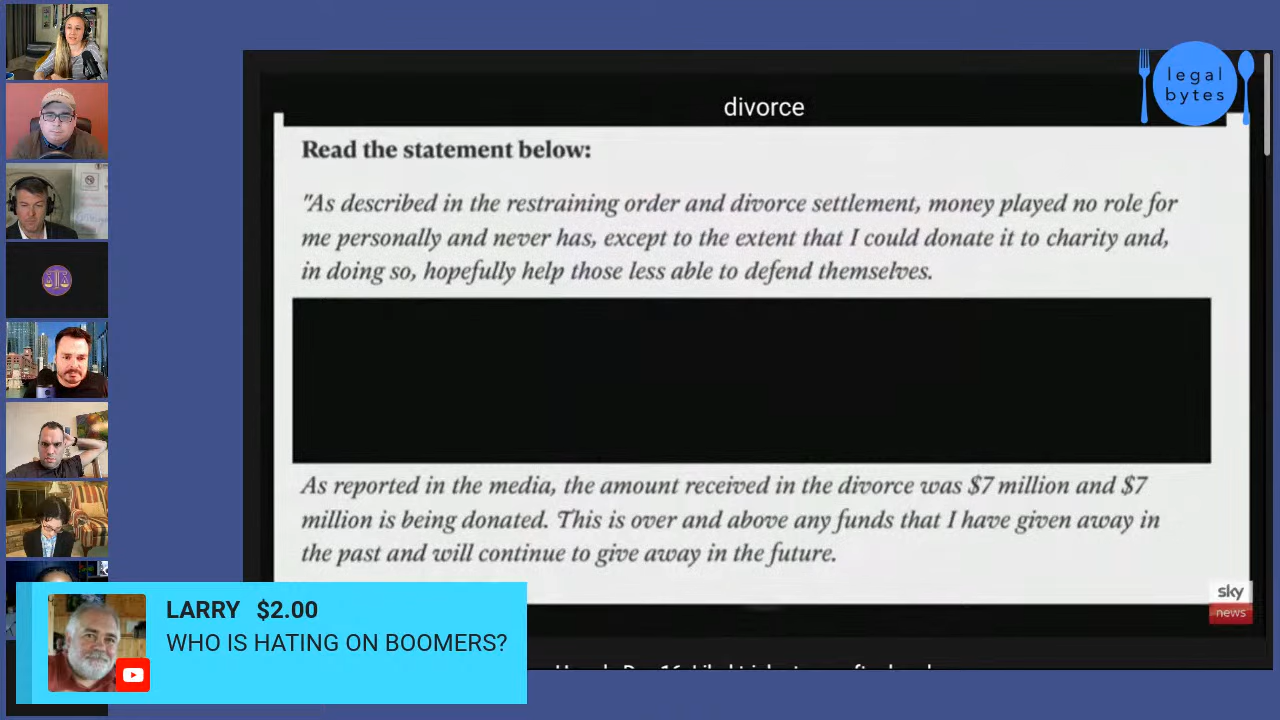 legal
bytes
divorce
Read the statement below:
"As described in the restraining order and divorce settlement, money played no role for
me personally and never has, except to the extent that I could donate it to charity and,
in doing so, hopefully help those less able to defend themselves.
As reported in the media, the amount received in the divorce was $7 million and $7
million is being donated. This is over and above any funds that I have given away in
the past and will continue to give away in the future.
sky
news
LARRY $2.00
WHO IS HATING ON BOOMERS?